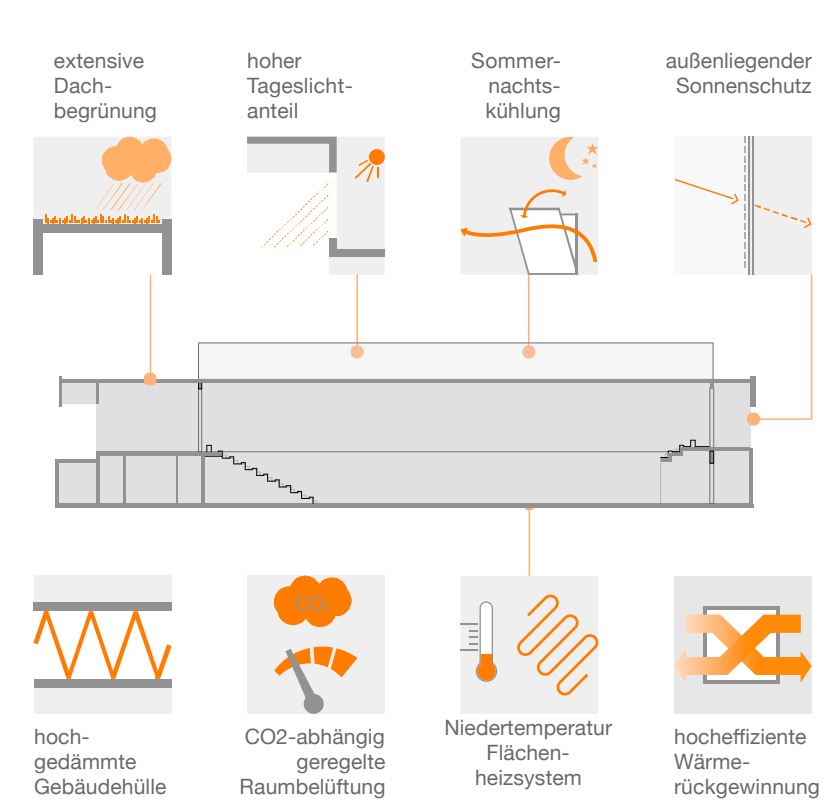 extensive
Dach-
begrünung
hoher
Tageslicht-
anteil
Sommer-
nachts-
kühlung
außenliegender
Sonnenschutz
CO₂
hoch-
gedämmte
Gebäudehülle
CO2-abhängig
geregelte
Raumbelüftung
Niedertemperatur
Flächen-
heizsystem
hocheffiziente
Wärme-
rückgewinnung